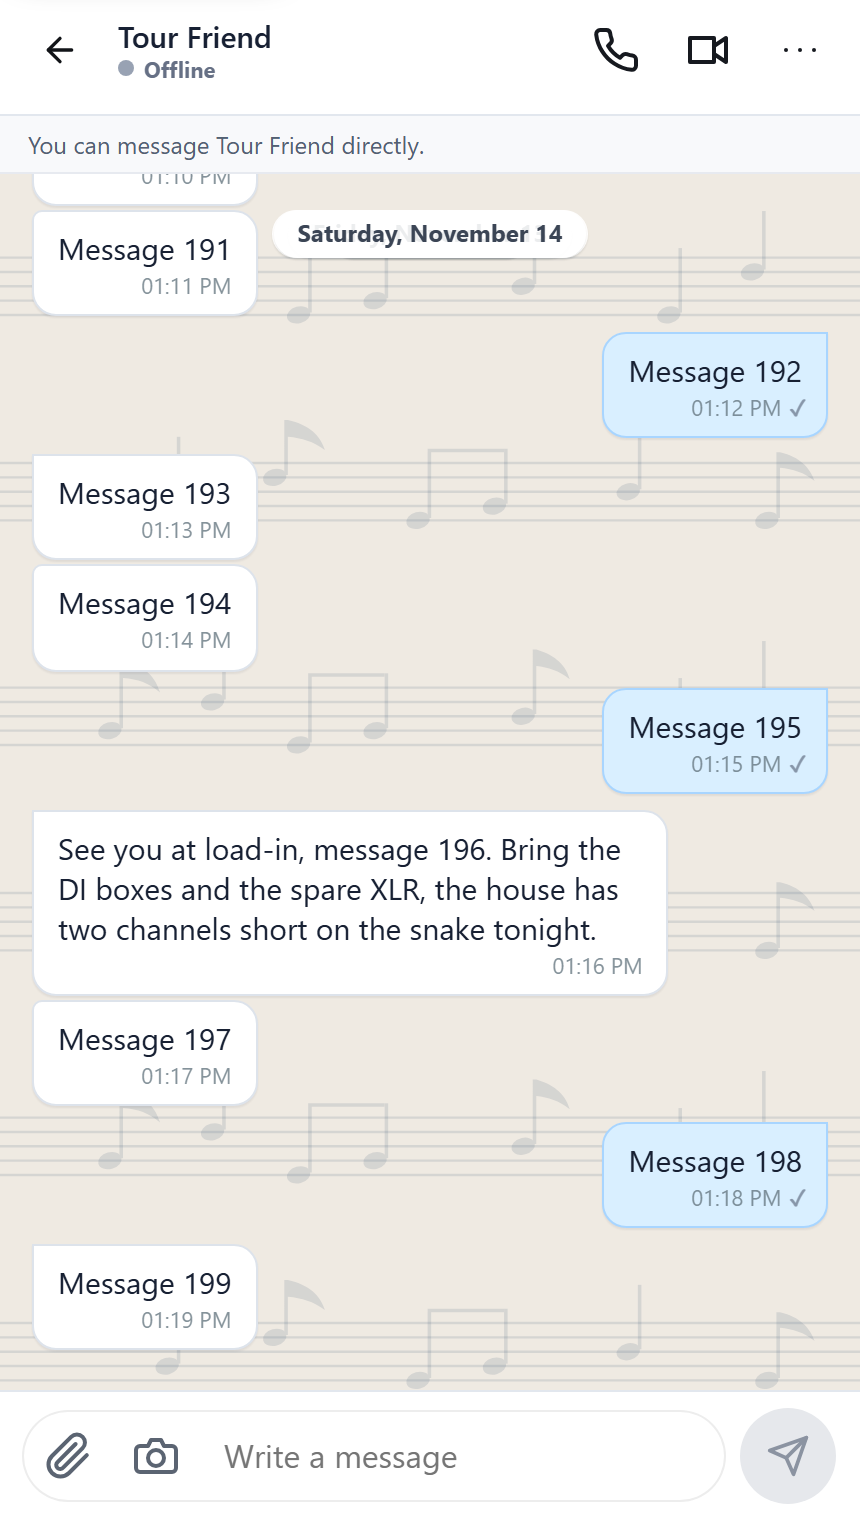 Tour Friend
Offline
You can message Tour Friend directly.
01:10 PM
Saturday, November 14
Message 191
01:11 PM
Message 192
01:12 PM ✓
Message 193
01:13 PM
Message 194
01:14 PM
Message 195
01:15 PM ✓
See you at load-in, message 196. Bring the
DI boxes and the spare XLR, the house has
two channels short on the snake tonight.
01:16 PM
Message 197
01:17 PM
Message 198
01:18 PM ✓
Message 199
01:19 PM
Write a message